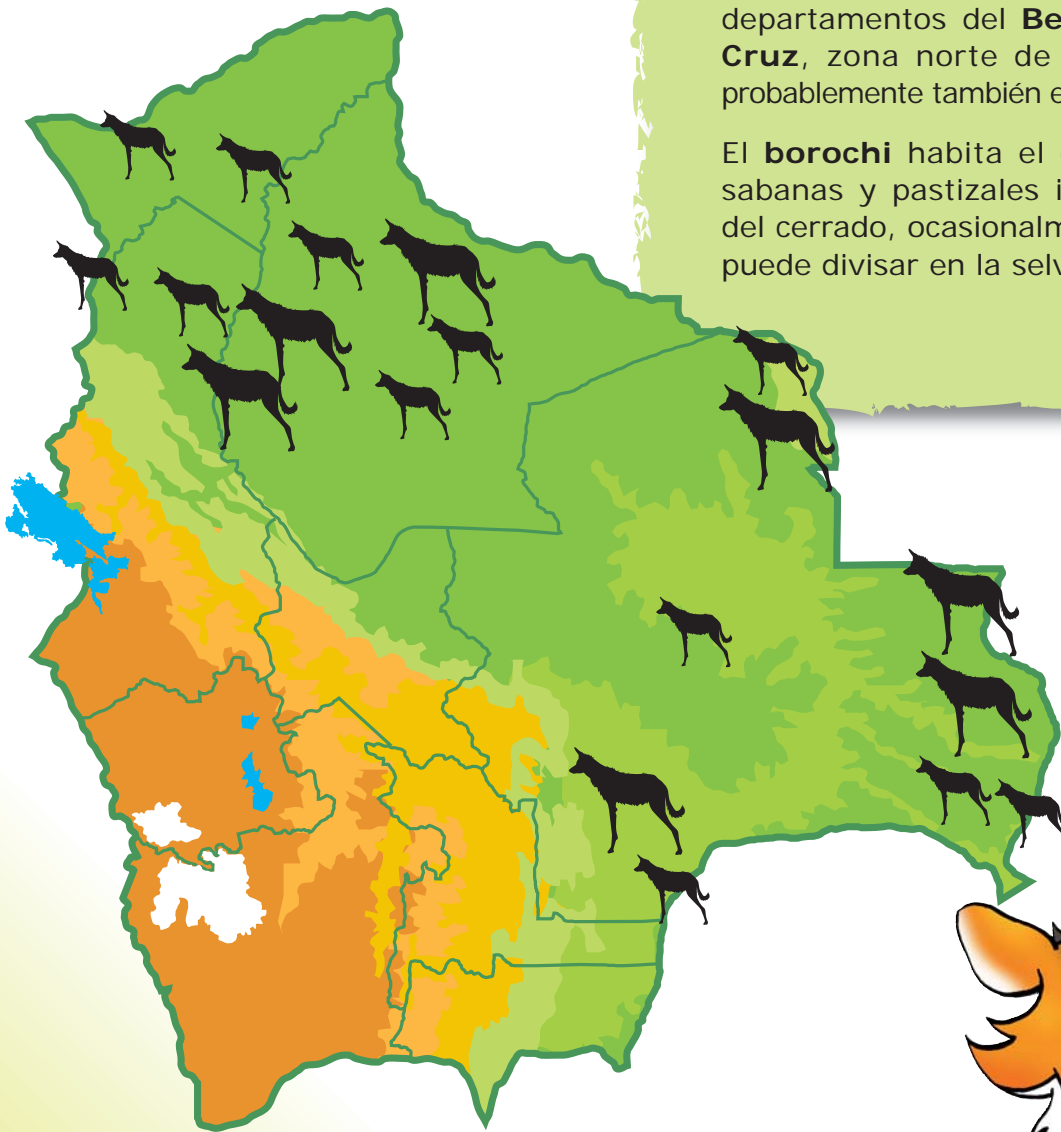 departamentos del Be
Cruz, zona norte de
probablemente también e
El borochi habita el
sabanas y pastizales i
del cerrado, ocasionalm
puede divisar en la selv